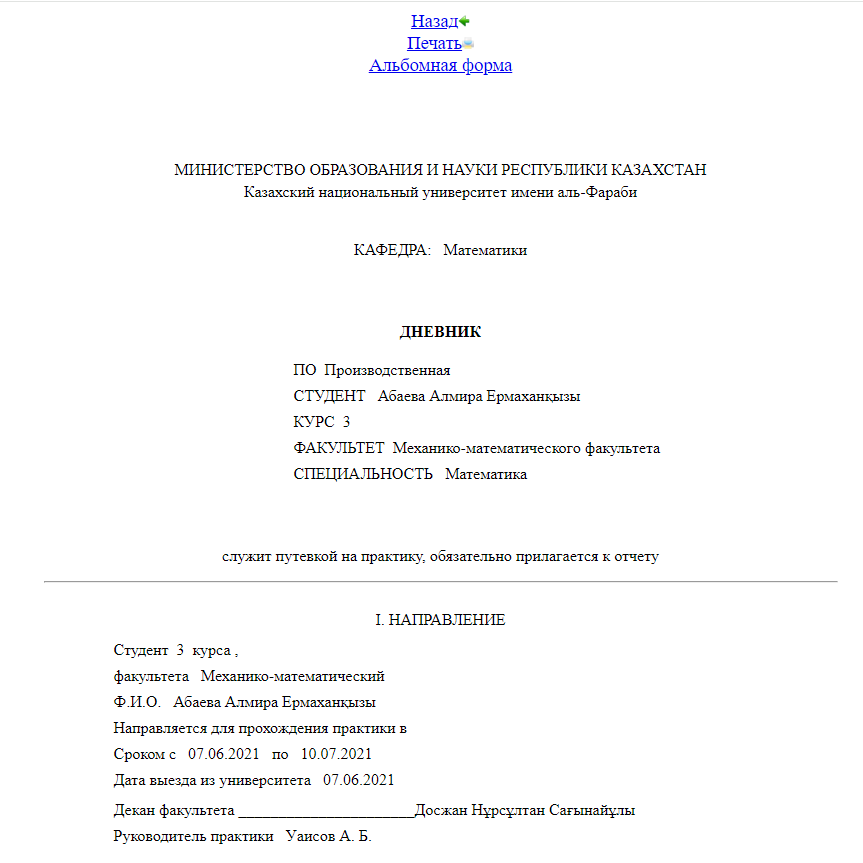 Назад
Печать
Альбомная форма
МИНИСТЕРСТВО ОБРАЗОВАНИЯ И НАУКИ РЕСПУБЛИКИ КАЗАХСТАН
Казахский национальный университет имени аль-Фараби
КАФЕДРА: Математики
ДНЕВНИК
ПО Производственная
СТУДЕНТ Абаева Алмира Ермаханқызы
КУРС 3
ФАКУЛЬТЕТ Механико-математического факультета
СПЕЦИАЛЬНОСТЬ Математика
служит путевкой на практику, обязательно прилагается к отчету
I. НАПРАВЛЕНИЕ
Студент 3 курса ,
факультета Механико-математический
Ф.И.О. Абаева Алмира Ермаханқызы
Направляется для прохождения практики в
Сроком с 07.06.2021 по 10.07.2021
Дата выезда из университета 07.06.2021
Декан факультета ______________________Досжан Нұрсұлтан Сағынайұлы
Руководитель практики Уаисов А. Б.